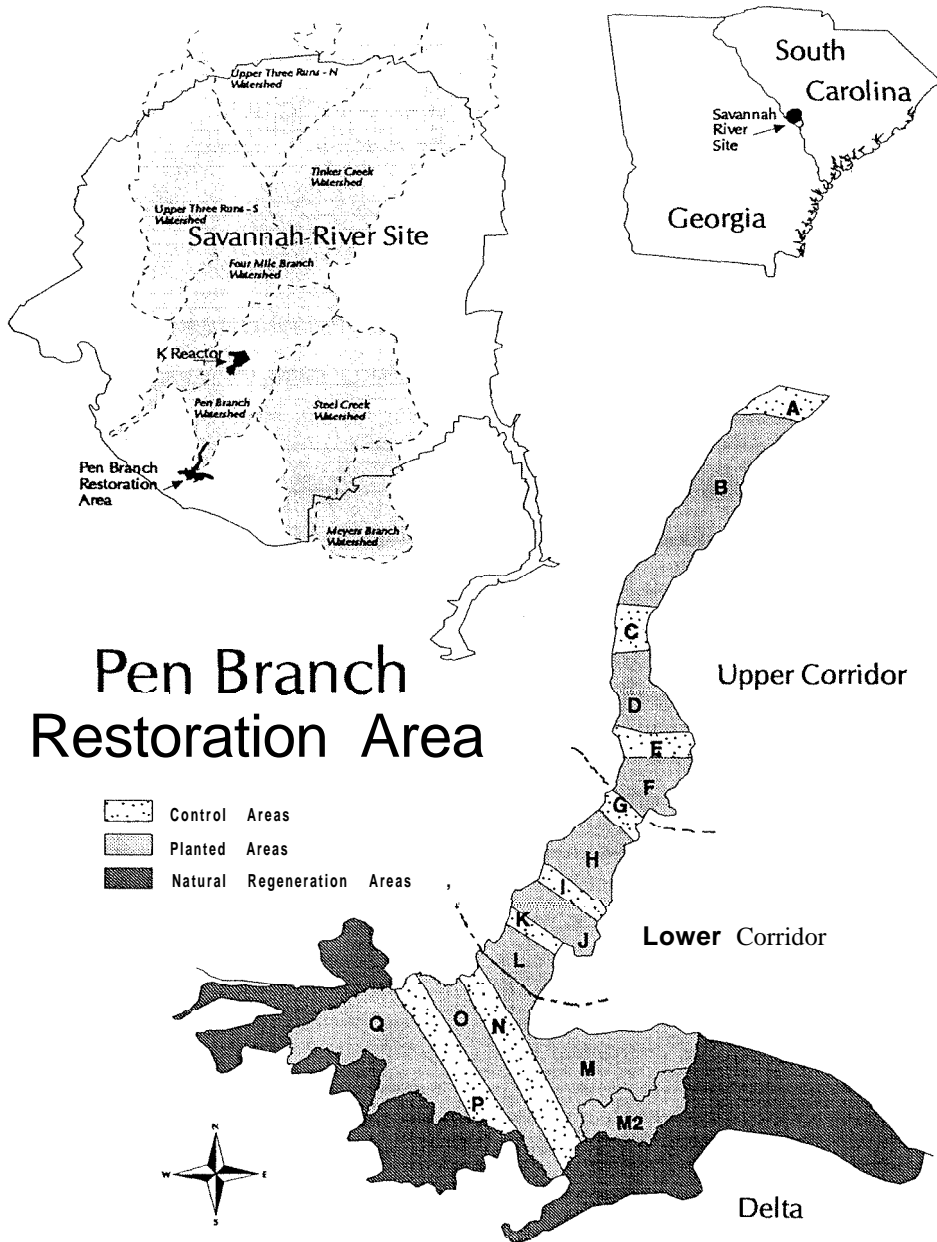 Upper Three Runs - N
Watershed
Tinker Creek
Watershed
Upper Three Runs - S
Watershed
Savannah River Site
Four Mile Branch
Watershed
K Reactor
Pen Branch
Watershed
Steel Creek
Watershed
Pen Branch
Restoration
Area
Meyers Branch
Watershed
South
Carolina
Savannah
River
Site
Georgia
Pen Branch
Restoration Area
Control Areas
Planted Areas
Natural Regeneration Areas
A
B
C
Upper Corridor
D
E
F
G
H
I
K
J
Lower Corridor
L
Q
O
N
M
P
M2
N
W
E
S
Delta